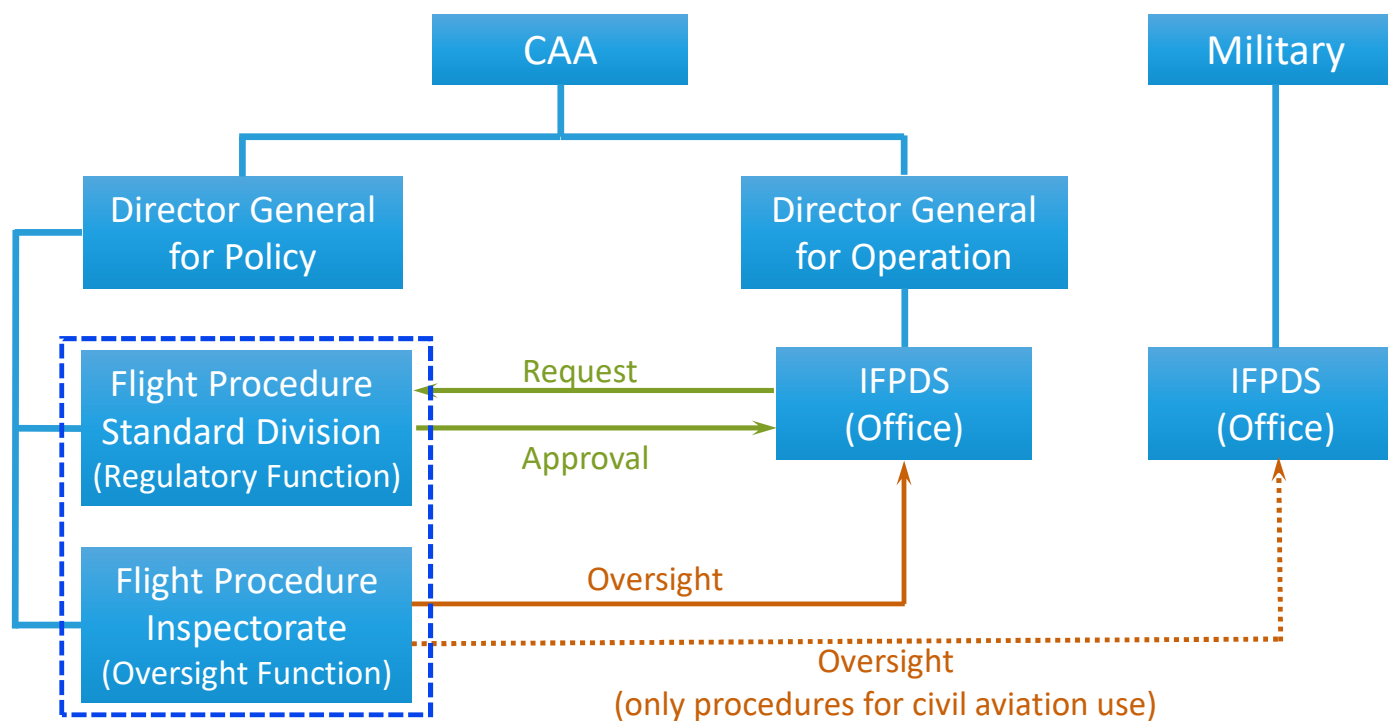 CAA
Military
Director General
for Policy
Director General
for Operation
Flight Procedure
Standard Division
(Regulatory Function)
Request
Approval
IFPDS
(Office)
IFPDS
(Office)
Flight Procedure
Inspectorate
(Oversight Function)
Oversight
Oversight
(only procedures for civil aviation use)